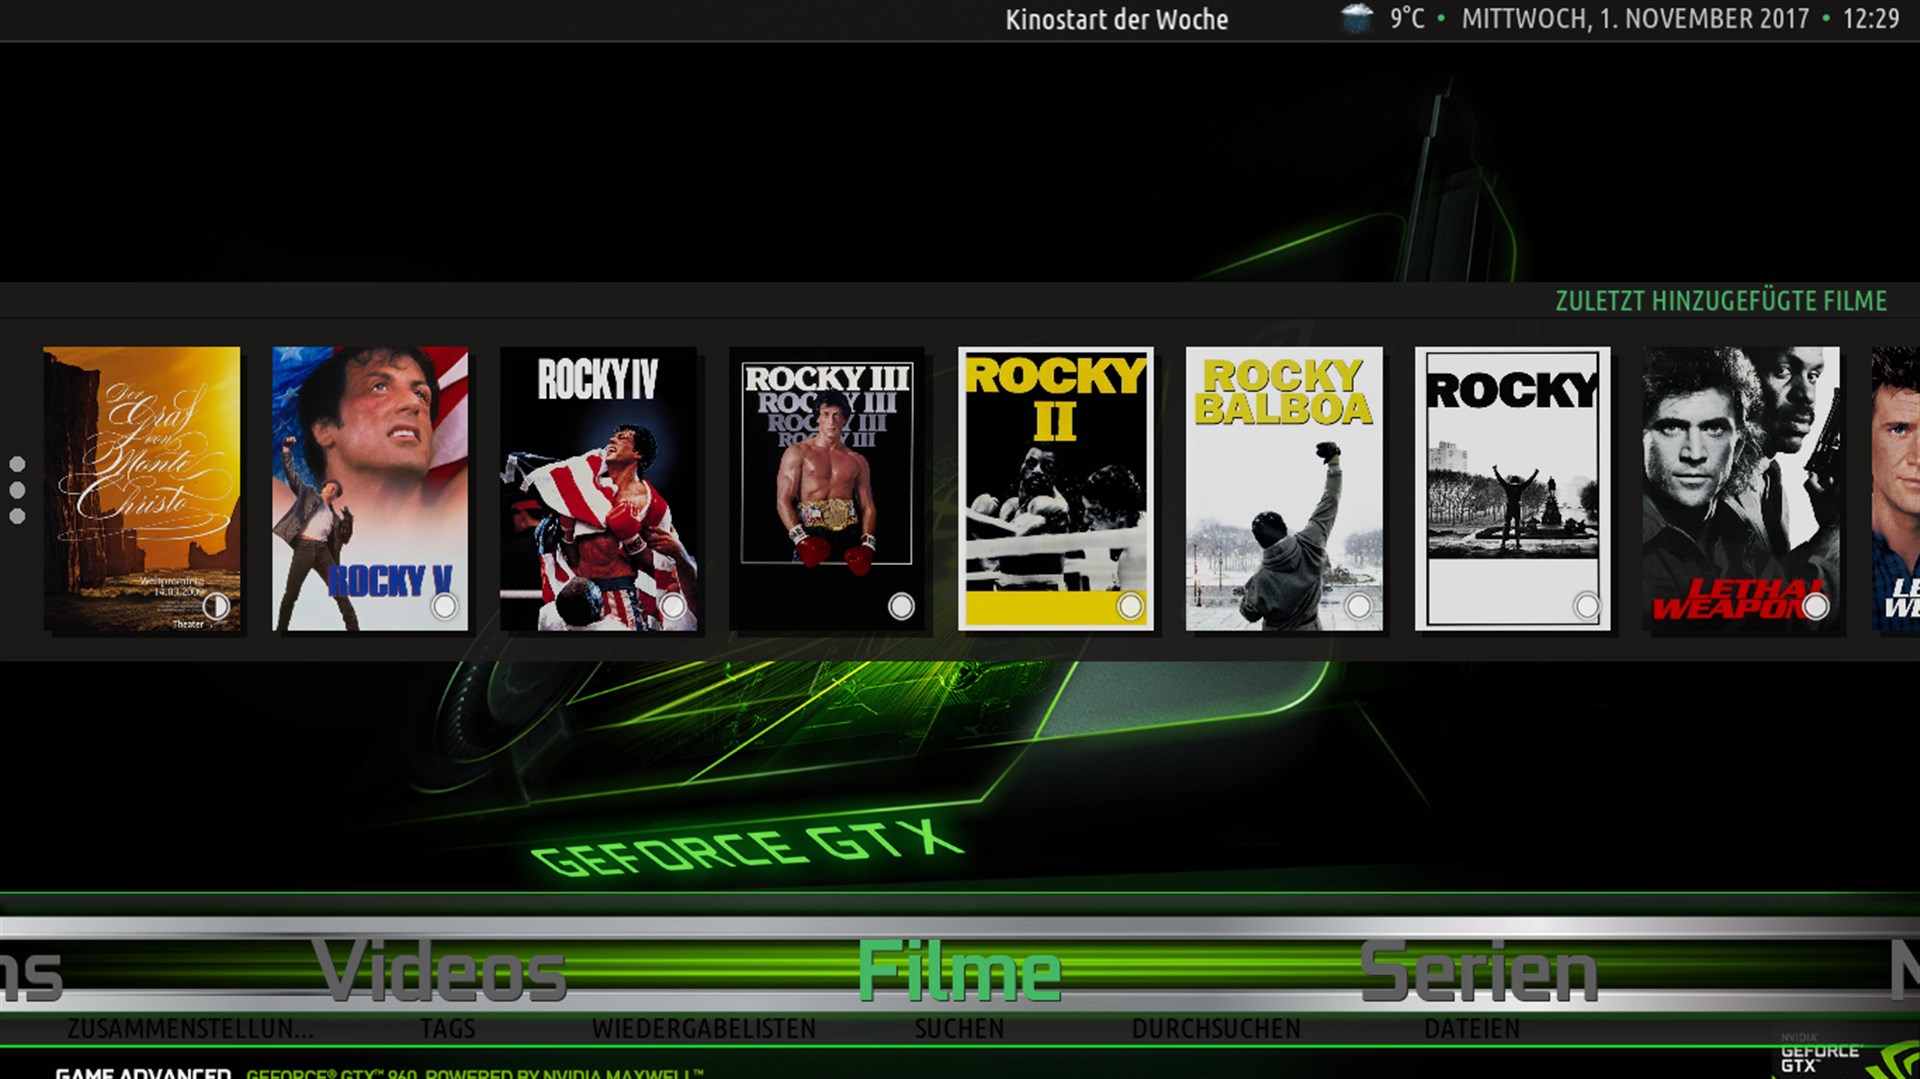 Kinostart der Woche
9°C • MITTWOCH, 1. NOVEMBER 2017 • 12:29
ZULETZT HINZUGEFÜGTE FILME
Der
Graf
von
Monte
Christo
Weltpremiere
14.03.2009
Theater
ROCKY V
ROCKY IV
ROCKY III
ROCKY III
ROCKY III
ROCKY III
ROCKY
II
ROCKY
BALBOA
ROCKY
LETHAL
WEAPON
LE
WE
GEFORCE GTX
ns Videos Filme Serien
ZUSAMMENSTELLUN... TAGS WIEDERGABELISTEN SUCHEN DURCHSUCHEN DATEIEN
NVIDIA
GEFORCE
GTX™
GAME ADVANCED GEFORCE® GTX™ 960. POWERED BY NVIDIA MAXWELL™